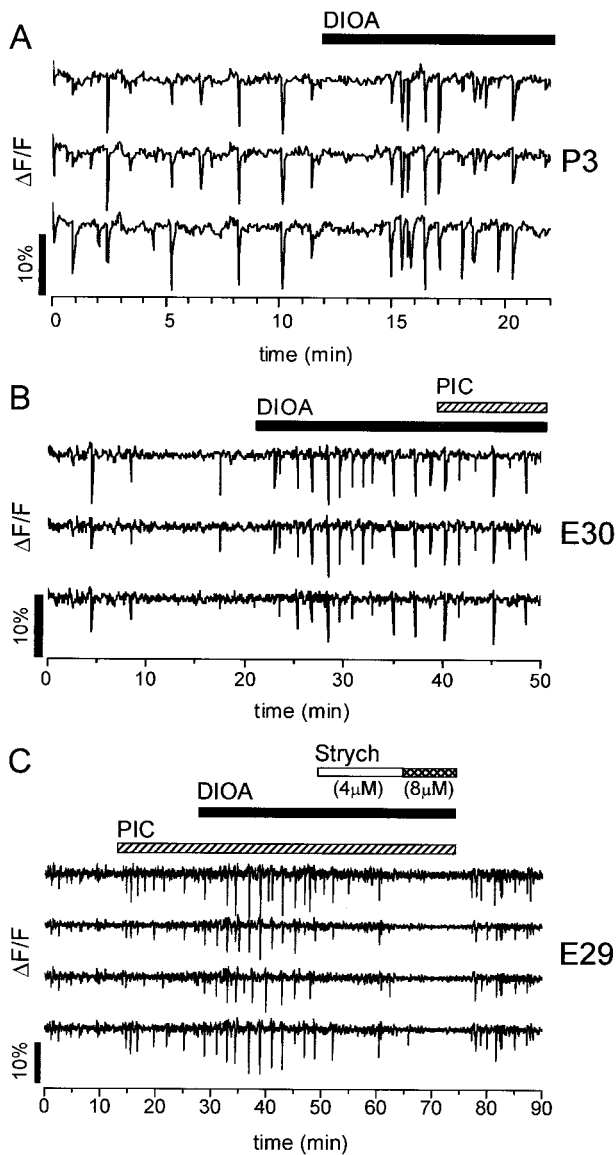 A
DIOA
ΔF/F
P3
10%
0 5 10 15 20
time (min)
B
PIC
DIOA
ΔF/F
E30
10%
0 10 20 30 40 50
time (min)
C
Strych
(4μM) (8μM)
DIOA
PIC
ΔF/F
E29
10%
0 10 20 30 40 50 60 70 80 90
time (min)